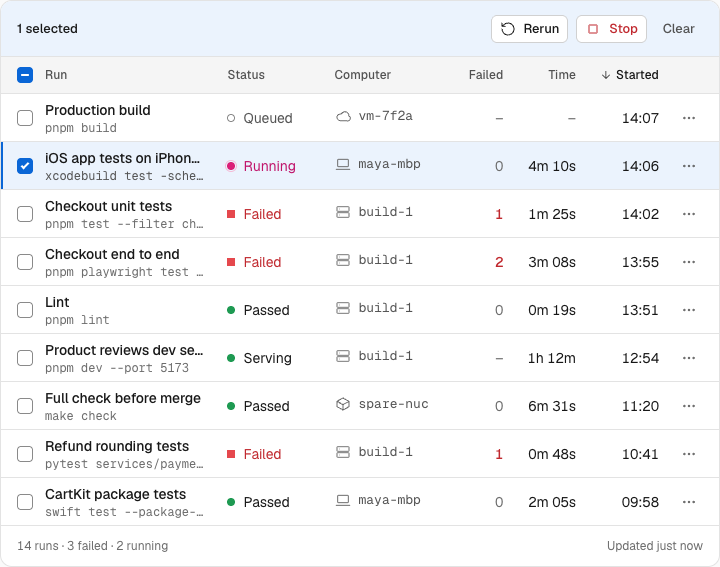 1 selected Rerun Stop Clear
Run Status Computer Failed Time ↓ Started
Production build
pnpm build Queued vm-7f2a – – 14:07 ···
iOS app tests on iPhon…
xcodebuild test -sche… Running maya-mbp 0 4m 10s 14:06 ···
Checkout unit tests
pnpm test --filter ch… Failed build-1 1 1m 25s 14:02 ···
Checkout end to end
pnpm playwright test … Failed build-1 2 3m 08s 13:55 ···
Lint
pnpm lint Passed build-1 0 0m 19s 13:51 ···
Product reviews dev se…
pnpm dev --port 5173 Serving build-1 – 1h 12m 12:54 ···
Full check before merge
make check Passed spare-nuc 0 6m 31s 11:20 ···
Refund rounding tests
pytest services/payme… Failed build-1 1 0m 48s 10:41 ···
CartKit package tests
swift test --package-… Passed maya-mbp 0 2m 05s 09:58 ···
14 runs · 3 failed · 2 running Updated just now